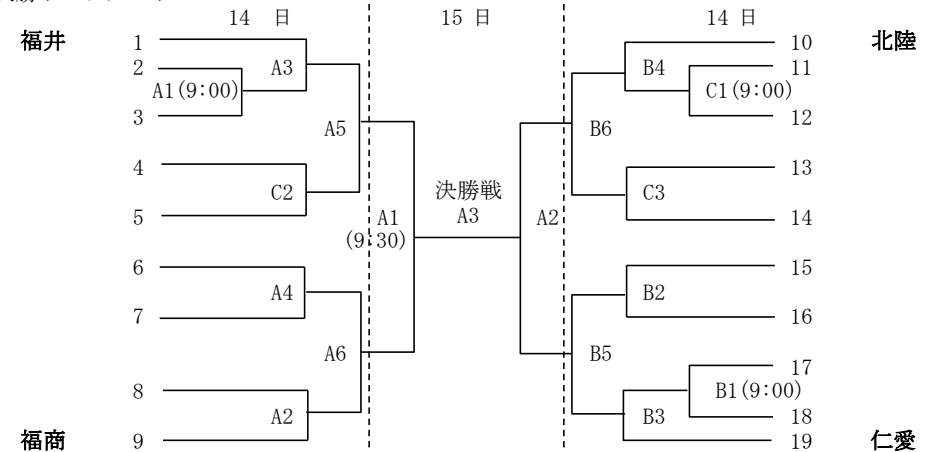 14 日 15 日 14 日
福井 1 10 北陸
2 A3 B4 11
A1(9:00) C1(9:00)
3 12
A5 B6
4 13
C2 決勝戦 C3
5 A1 A3 A2 14
(9:30)
6 15
A4 B2
7 16
A6 B5
8 17
B1(9:00)
A2 B3 18
福商 9 19 仁愛